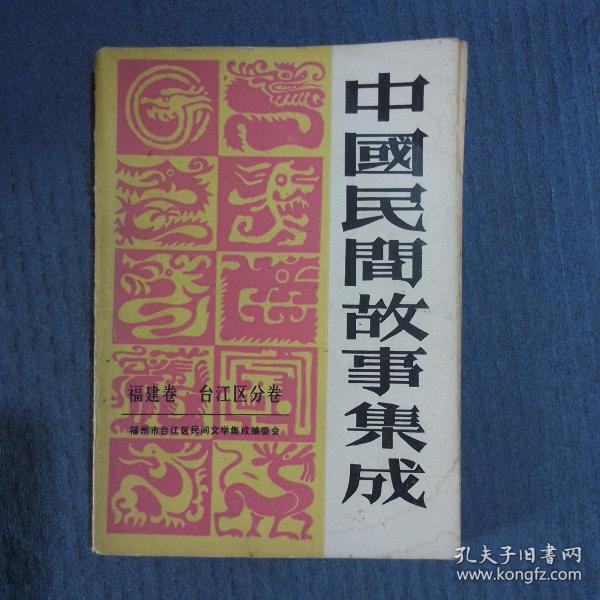 中國民間故事集成
福建卷·台江区分卷
福州市台江区民间文学集成编委会
孔夫子旧书网
www.kongfz.com